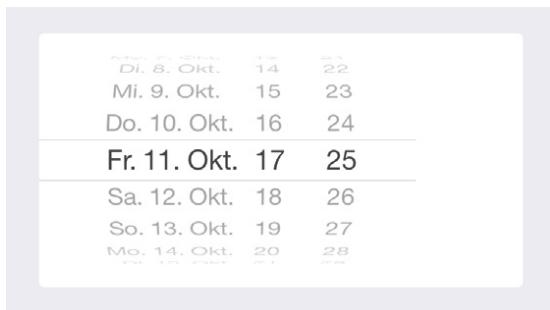 Di. 8. Okt. 14 22
Mi. 9. Okt. 15 23
Do. 10. Okt. 16 24
Fr. 11. Okt. 17 25
Sa. 12. Okt. 18 26
So. 13. Okt. 19 27
Mo. 14. Okt. 20 28